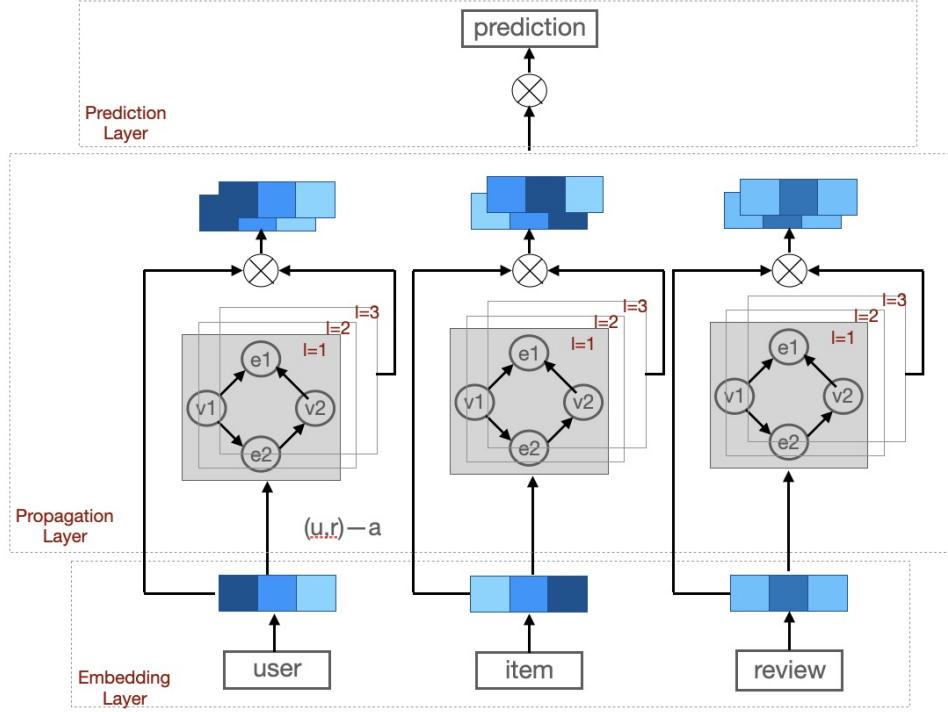 prediction
Prediction
Layer
l=3
l=2
l=1
e1
v1
v2
e2
l=3
l=2
l=1
e1
v1
v2
e2
l=3
l=2
l=1
e1
v1
v2
e2
Propagation
Layer
(u,r)—a
user
item
review
Embedding
Layer